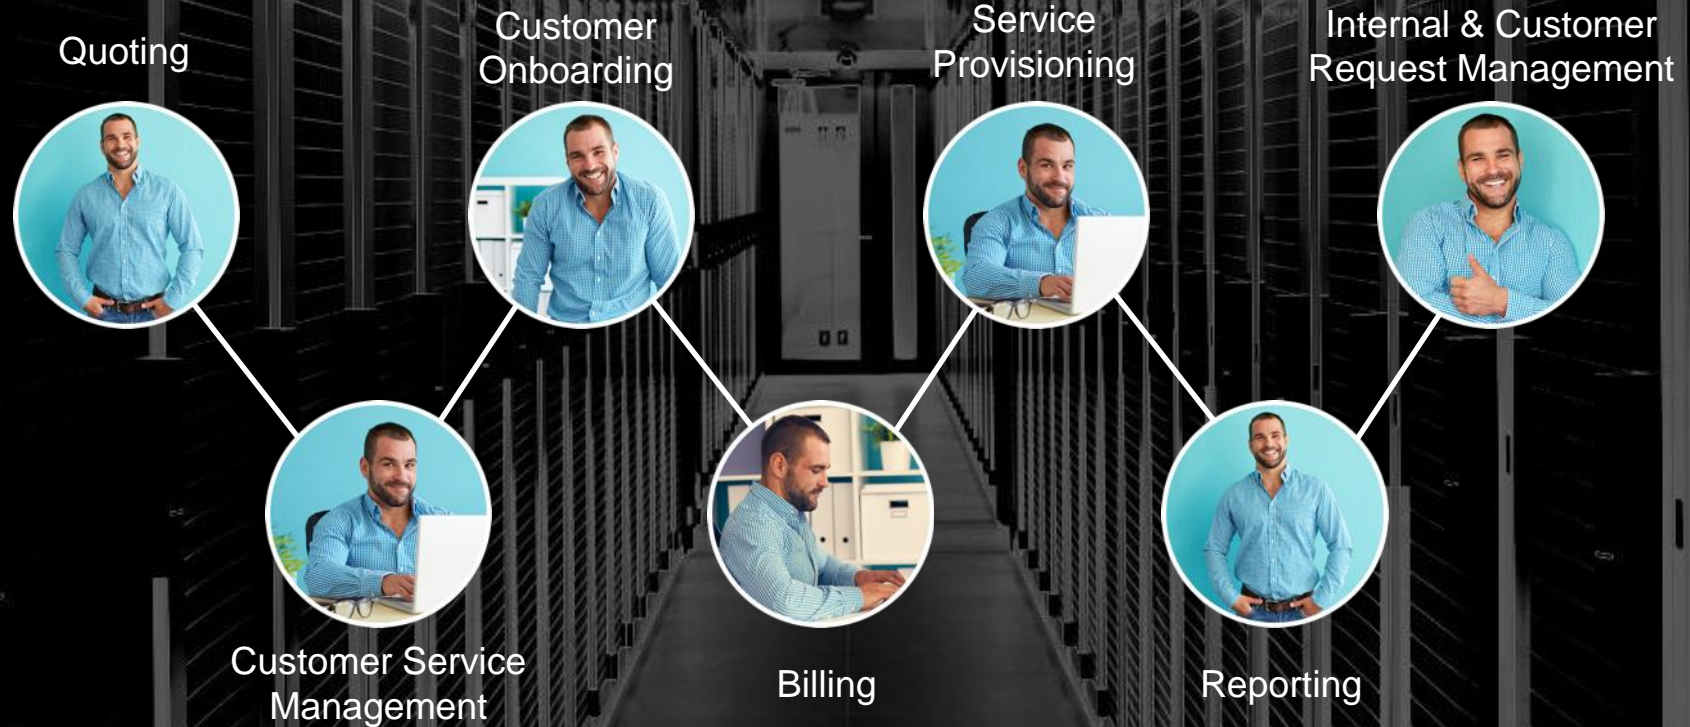 Quoting
Customer
Onboarding
Service
Provisioning
Internal & Customer
Request Management
Customer Service
Management
Billing
Reporting